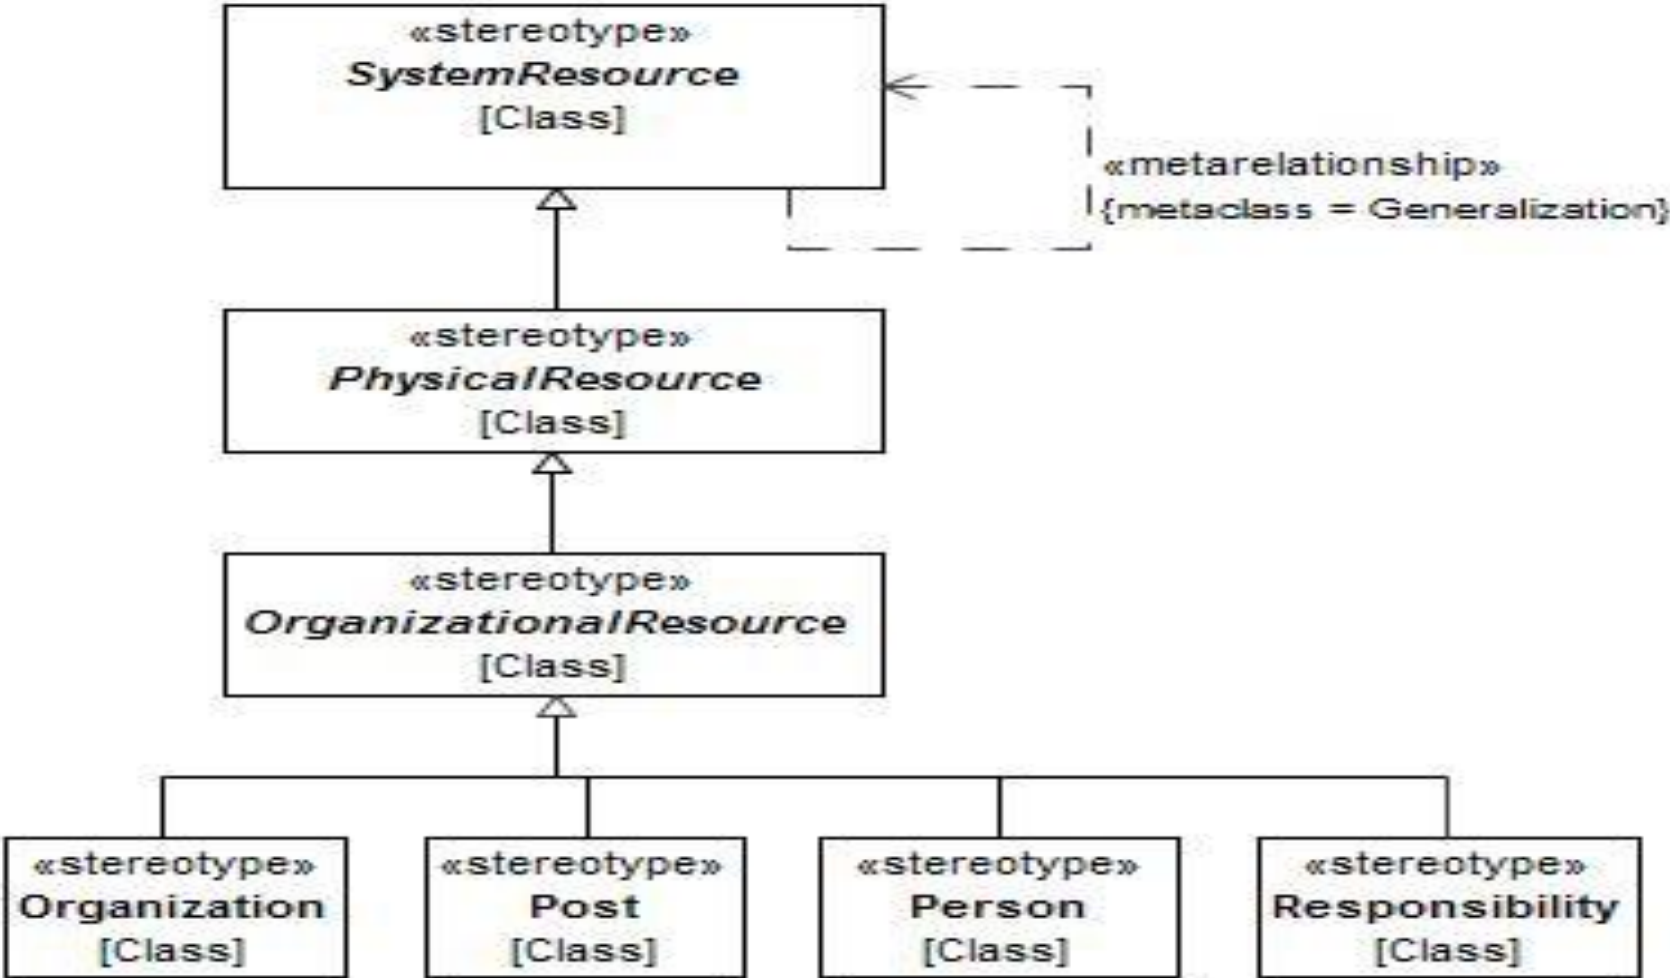 «stereotype»
SystemResource
[Class]
«metarelationship»
{metaclass = Generalization}
«stereotype»
PhysicalResource
[Class]
«stereotype»
OrganizationalResource
[Class]
«stereotype»
Organization
[Class]
«stereotype»
Post
[Class]
«stereotype»
Person
[Class]
«stereotype»
Responsibility
[Class]